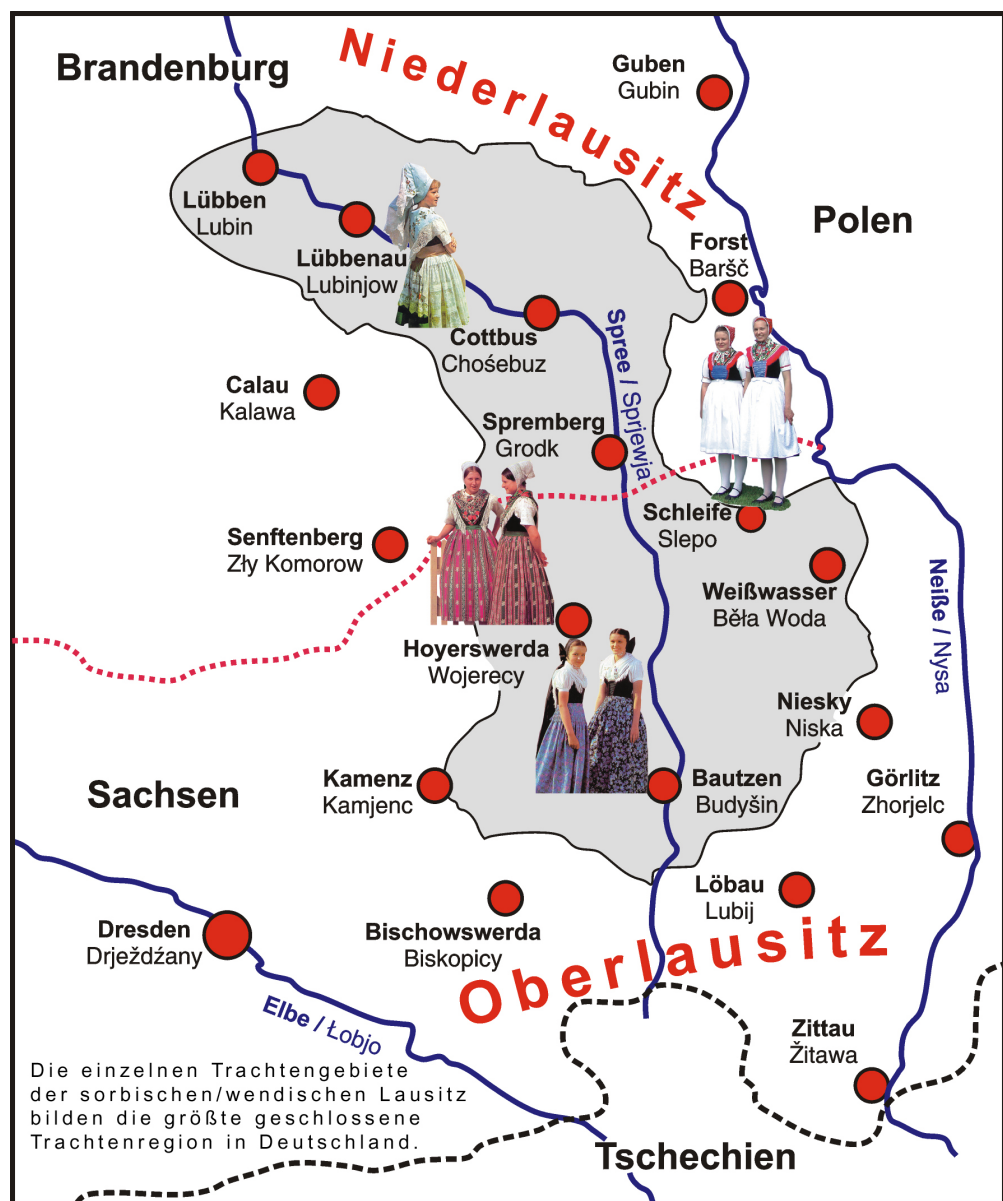 Brandenburg
Niederlausitz
Guben
Gubin
Polen
Lübben
Lubin
Lübbenau
Lubinjow
Forst
Baršč
Cottbus
Chośebuz
Spree / Sprjewja
Calau
Kalawa
Spremberg
Grodk
Senftenberg
Zły Komorow
Schleife
Slepo
Weißwasser
Běła Woda
Neiße / Nysa
Hoyerswerda
Wojerecy
Niesky
Niska
Sachsen
Kamenz
Kamjenc
Bautzen
Budyšin
Görlitz
Zhorjelc
Löbau
Lubij
Dresden
Drježdźany
Bischowswerda
Biskopicy
Oberlausitz
Elbe / Łobjo
Zittau
Žitawa
Die einzelnen Trachtengebiete
der sorbischen/wendischen Lausitz
bilden die größte geschlossene
Trachtenregion in Deutschland.
Tschechien